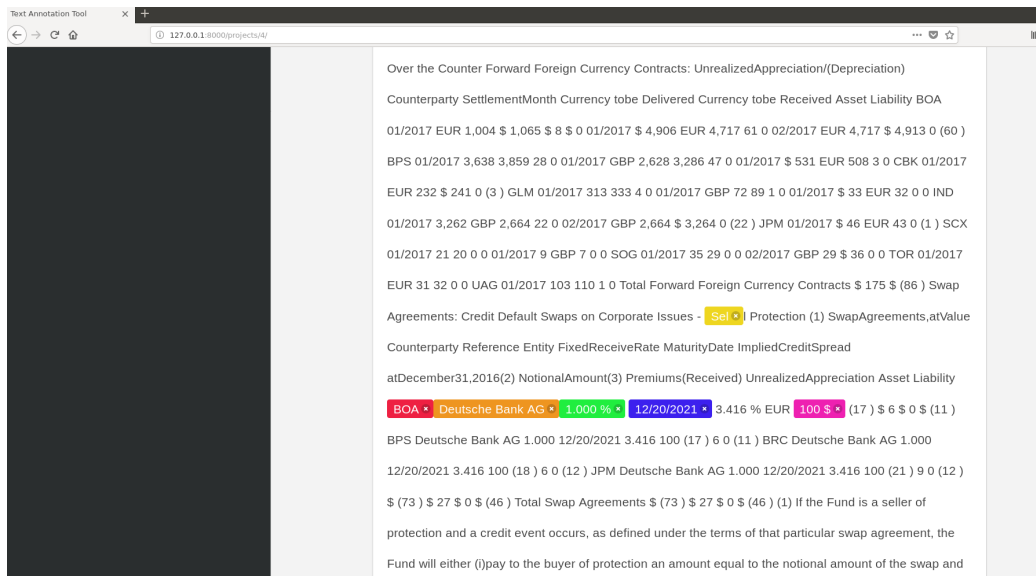 Text Annotation Tool × +
127.0.0.1:8000/projects/4/
Over the Counter Forward Foreign Currency Contracts: UnrealizedAppreciation/(Depreciation)
Counterparty SettlementMonth Currency tobe Delivered Currency tobe Received Asset Liability BOA
01/2017 EUR 1,004 $ 1,065 $ 8 $ 0 01/2017 $ 4,906 EUR 4,717 61 0 02/2017 EUR 4,717 $ 4,913 0 (60 )
BPS 01/2017 3,638 3,859 28 0 01/2017 GBP 2,628 3,286 47 0 01/2017 $ 531 EUR 508 3 0 CBK 01/2017
EUR 232 $ 241 0 (3 ) GLM 01/2017 313 333 4 0 01/2017 GBP 72 89 1 0 01/2017 $ 33 EUR 32 0 0 IND
01/2017 3,262 GBP 2,664 22 0 02/2017 GBP 2,664 $ 3,264 0 (22 ) JPM 01/2017 $ 46 EUR 43 0 (1 ) SCX
01/2017 21 20 0 0 01/2017 9 GBP 7 0 0 SOG 01/2017 35 29 0 0 02/2017 GBP 29 $ 36 0 0 TOR 01/2017
EUR 31 32 0 0 UAG 01/2017 103 110 1 0 Total Forward Foreign Currency Contracts $ 175 $ (86 ) Swap
Agreements: Credit Default Swaps on Corporate Issues - Sel l Protection (1) SwapAgreements,atValue
Counterparty Reference Entity FixedReceiveRate MaturityDate ImpliedCreditSpread
atDecember31,2016(2) NotionalAmount(3) Premiums(Received) UnrealizedAppreciation Asset Liability
BOA Deutsche Bank AG 1.000 % 12/20/2021 3.416 % EUR 100 $ (17 ) $ 6 $ 0 $ (11 )
BPS Deutsche Bank AG 1.000 12/20/2021 3.416 100 (17 ) 6 0 (11 ) BRC Deutsche Bank AG 1.000
12/20/2021 3.416 100 (18 ) 6 0 (12 ) JPM Deutsche Bank AG 1.000 12/20/2021 3.416 100 (21 ) 9 0 (12 )
$ (73 ) $ 27 $ 0 $ (46 ) Total Swap Agreements $ (73 ) $ 27 $ 0 $ (46 ) (1) If the Fund is a seller of
protection and a credit event occurs, as defined under the terms of that particular swap agreement, the
Fund will either (i)pay to the buyer of protection an amount equal to the notional amount of the swap and